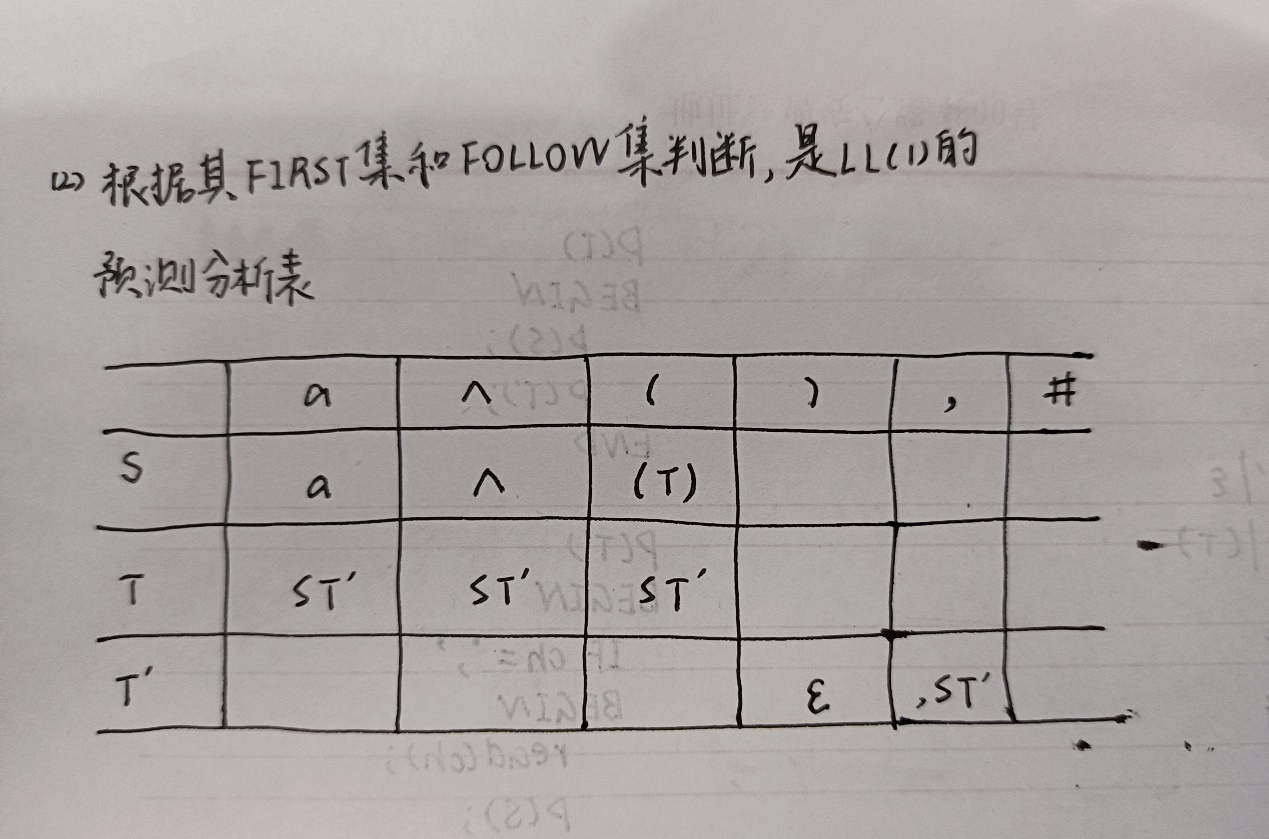 (2) 根据其FIRST集和FOLLOW集判断,是LL(1)的
预测分析表
a ∧ ( ) , #
S a ∧ (T)
T ST′ ST′ ST′
T′ ε ,ST′